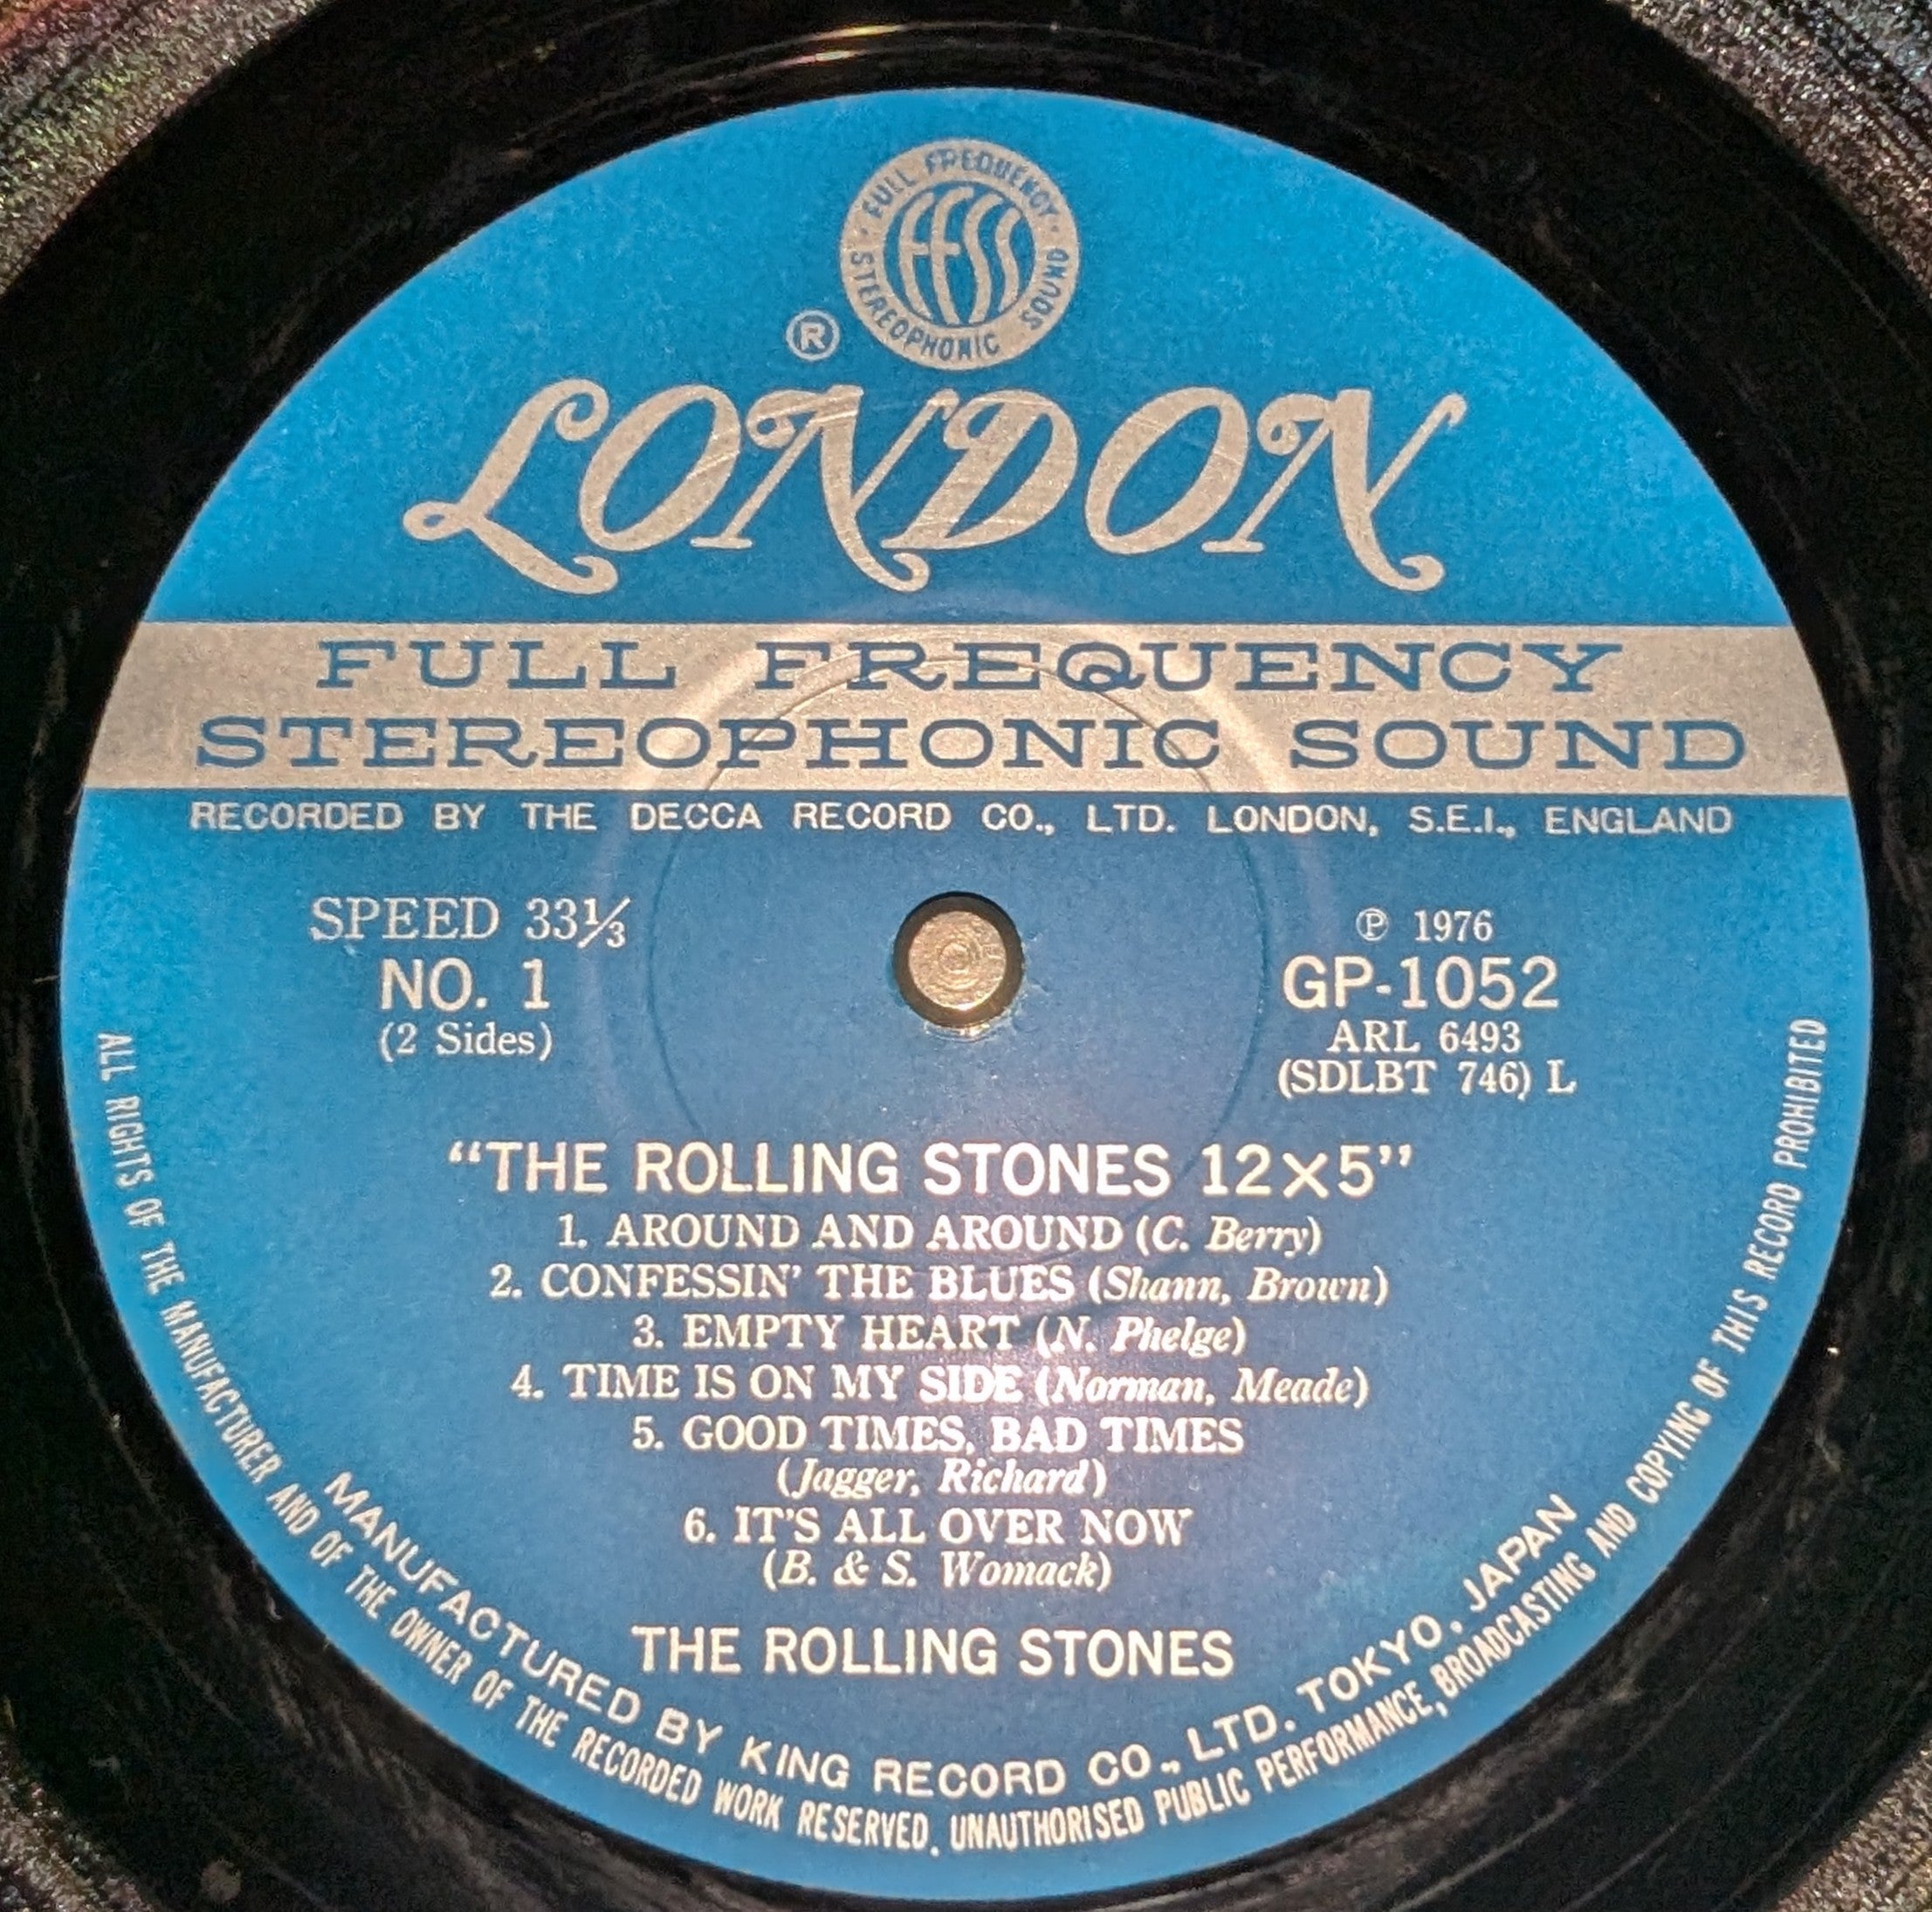 FULL FREQUENCY
FFSS
STEREOPHONIC SOUND
®
LONDON
FULL FREQUENCY
STEREOPHONIC SOUND
RECORDED BY THE DECCA RECORD CO., LTD. LONDON, S.E.I., ENGLAND
SPEED 33⅓
NO. 1
(2 Sides)
℗ 1976
GP-1052
ARL 6493
(SDLBT 746) L
“THE ROLLING STONES 12×5”
1. AROUND AND AROUND (C. Berry)
2. CONFESSIN’ THE BLUES (Shann, Brown)
3. EMPTY HEART (N. Phelge)
4. TIME IS ON MY SIDE (Norman, Meade)
5. GOOD TIMES, BAD TIMES
(Jagger, Richard)
6. IT’S ALL OVER NOW
(B. & S. Womack)
THE ROLLING STONES
MANUFACTURED BY KING RECORD CO., LTD. TOKYO, JAPAN
ALL RIGHTS OF THE MANUFACTURER AND OF THE OWNER OF THE RECORDED WORK RESERVED. UNAUTHORISED PUBLIC PERFORMANCE, BROADCASTING AND COPYING OF THIS RECORD PROHIBITED